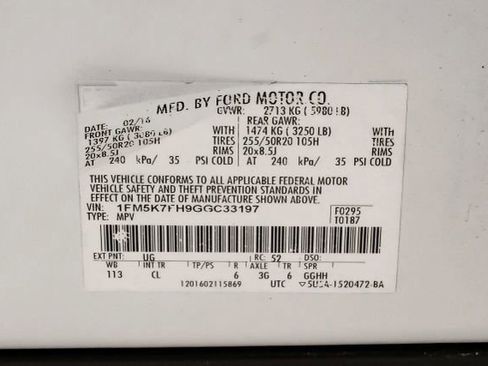 MFD. BY FORD MOTOR CO.
DATE: 02/16 GVWR: 2713 KG ( 5980 LB)
FRONT GAWR: REAR GAWR:
1397 KG ( 3080 LB) WITH 1474 KG ( 3250 LB) WITH
255/50R20 105H TIRES 255/50R20 105H TIRES
20x8.5J RIMS 20x8.5J RIMS
AT 240 kPa/ 35 PSI COLD AT 240 kPa/ 35 PSI COLD
THIS VEHICLE CONFORMS TO ALL APPLICABLE FEDERAL MOTOR
VEHICLE SAFETY AND THEFT PREVENTION STANDARDS IN
EFFECT ON THE DATE OF MANUFACTURE SHOWN ABOVE.
VIN: 1FM5K7FH9GGC33197 F0295
TYPE: MPV T0187
EXT PNT: UG RC: 52 DSO:
WB INT TR TP/PS R AXLE TR SPR
113 CL 6 3G 6 GGHH
1201602115869 UTC ▽ 1520472-BA